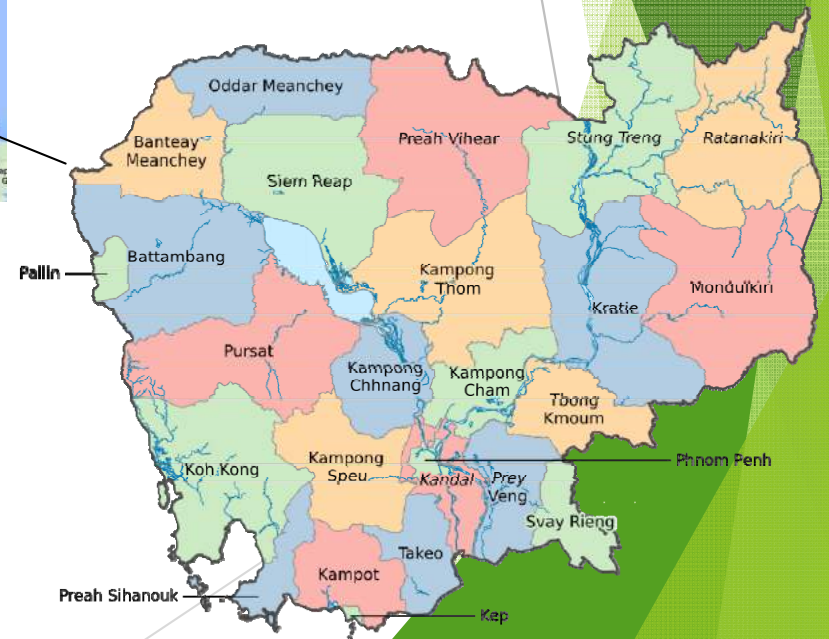 Oddar Meanchey
Banteay
Meanchey
Preah Vihear
Stung Treng
Ratanakiri
Siem Reap
Battambang
Pailin
Kampong
Thom
Kratie
Mondulkiri
Pursat
Kampong
Chhnang
Kampong
Cham
Tbong
Kmoum
Koh Kong
Kampong
Speu
Kandal
Prey
Veng
Phnom Penh
Svay Rieng
Takeo
Kampot
Preah Sihanouk
Kep